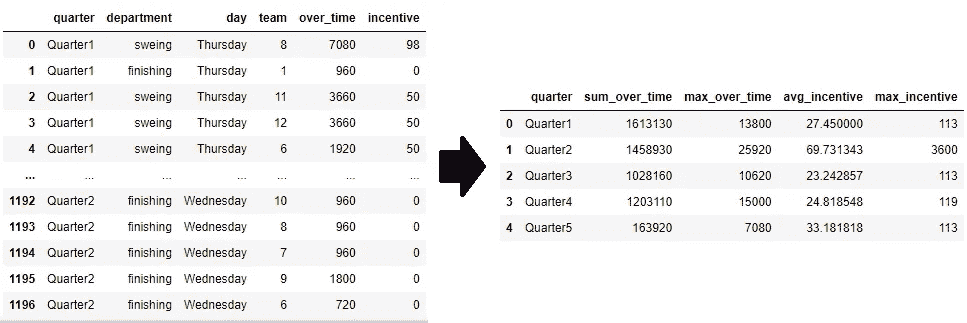 quarter department day team over_time incentive
0 Quarter1 sweing Thursday 8 7080 98
1 Quarter1 finishing Thursday 1 960 0
2 Quarter1 sweing Thursday 11 3660 50
3 Quarter1 sweing Thursday 12 3660 50
4 Quarter1 sweing Thursday 6 1920 50
... ... ... ... ... ... ...
1192 Quarter2 finishing Wednesday 10 960 0
1193 Quarter2 finishing Wednesday 8 960 0
1194 Quarter2 finishing Wednesday 7 960 0
1195 Quarter2 finishing Wednesday 9 1800 0
1196 Quarter2 finishing Wednesday 6 720 0
quarter sum_over_time max_over_time avg_incentive max_incentive
0 Quarter1 1613130 13800 27.450000 113
1 Quarter2 1458930 25920 69.731343 3600
2 Quarter3 1028160 10620 23.242857 113
3 Quarter4 1203110 15000 24.818548 119
4 Quarter5 163920 7080 33.181818 113